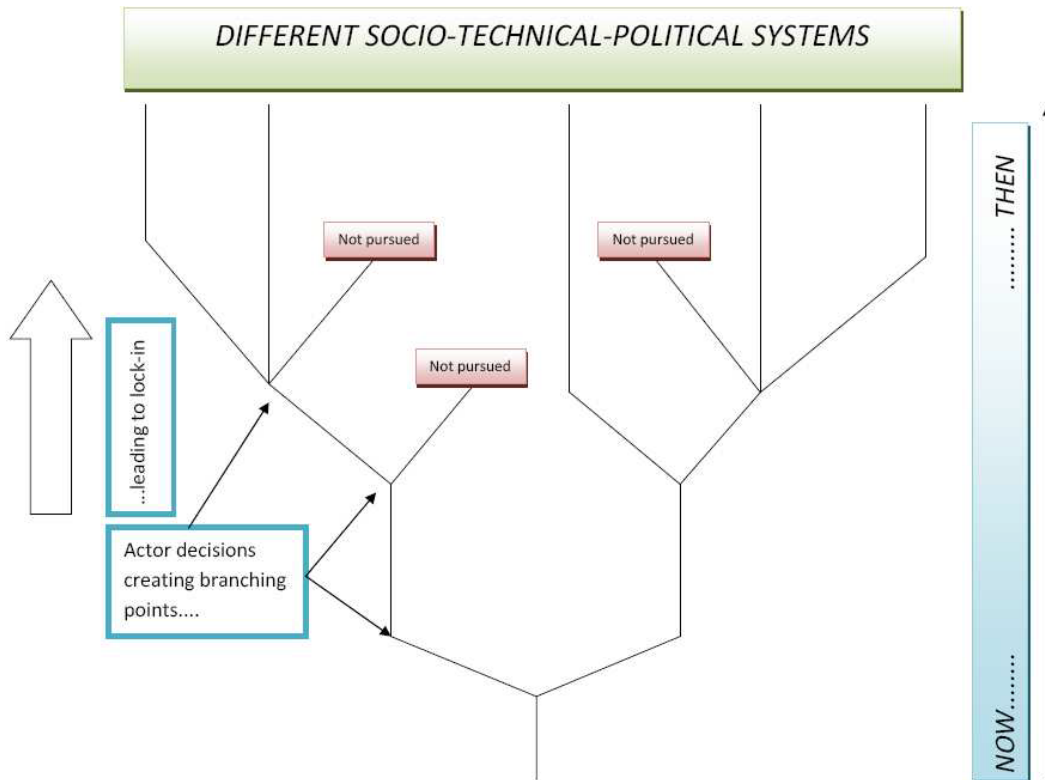 DIFFERENT SOCIO-TECHNICAL-POLITICAL SYSTEMS
Not pursued
Not pursued
Not pursued
...leading to lock-in
Actor decisions
creating branching
points....
NOW........
......... THEN